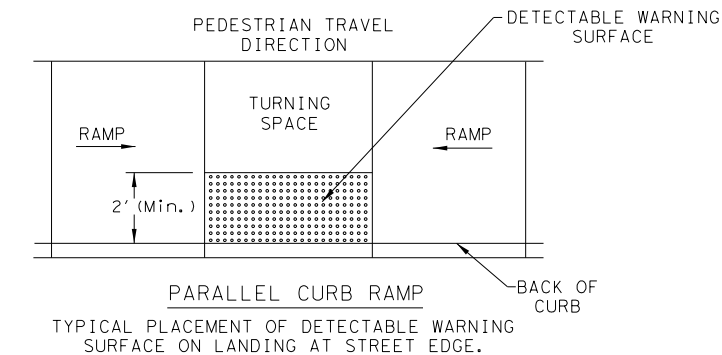 PEDESTRIAN TRAVEL
DIRECTION
DETECTABLE WARNING
SURFACE
TURNING
SPACE
RAMP
RAMP
2' (Min.)
BACK OF
CURB
PARALLEL CURB RAMP
TYPICAL PLACEMENT OF DETECTABLE WARNING
SURFACE ON LANDING AT STREET EDGE.